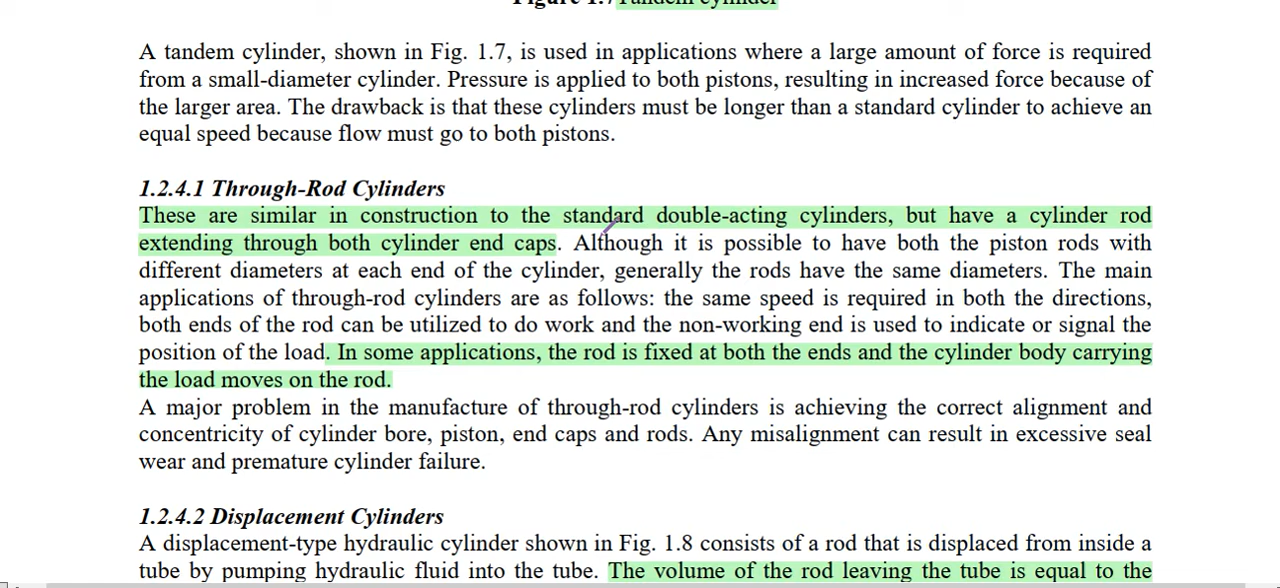 Figure 1.7 Tandem cylinder
A tandem cylinder, shown in Fig. 1.7, is used in applications where a large amount of force is required
from a small-diameter cylinder. Pressure is applied to both pistons, resulting in increased force because of
the larger area. The drawback is that these cylinders must be longer than a standard cylinder to achieve an
equal speed because flow must go to both pistons.
1.2.4.1 Through-Rod Cylinders
These are similar in construction to the standard double-acting cylinders, but have a cylinder rod
extending through both cylinder end caps. Although it is possible to have both the piston rods with
different diameters at each end of the cylinder, generally the rods have the same diameters. The main
applications of through-rod cylinders are as follows: the same speed is required in both the directions,
both ends of the rod can be utilized to do work and the non-working end is used to indicate or signal the
position of the load. In some applications, the rod is fixed at both the ends and the cylinder body carrying
the load moves on the rod.
A major problem in the manufacture of through-rod cylinders is achieving the correct alignment and
concentricity of cylinder bore, piston, end caps and rods. Any misalignment can result in excessive seal
wear and premature cylinder failure.
1.2.4.2 Displacement Cylinders
A displacement-type hydraulic cylinder shown in Fig. 1.8 consists of a rod that is displaced from inside a
tube by pumping hydraulic fluid into the tube. The volume of the rod leaving the tube is equal to the